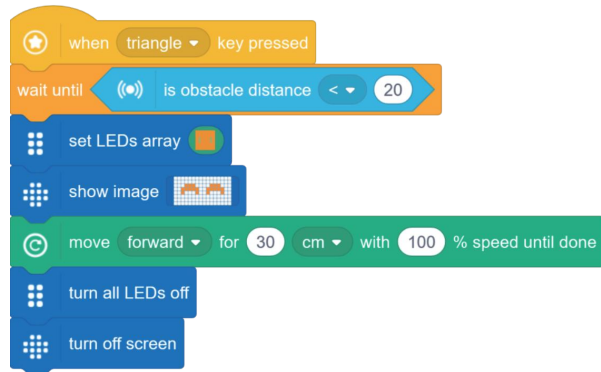 when triangle key pressed
wait until is obstacle distance < 20
set LEDs array
show image
move forward for 30 cm with 100 % speed until done
turn all LEDs off
turn off screen